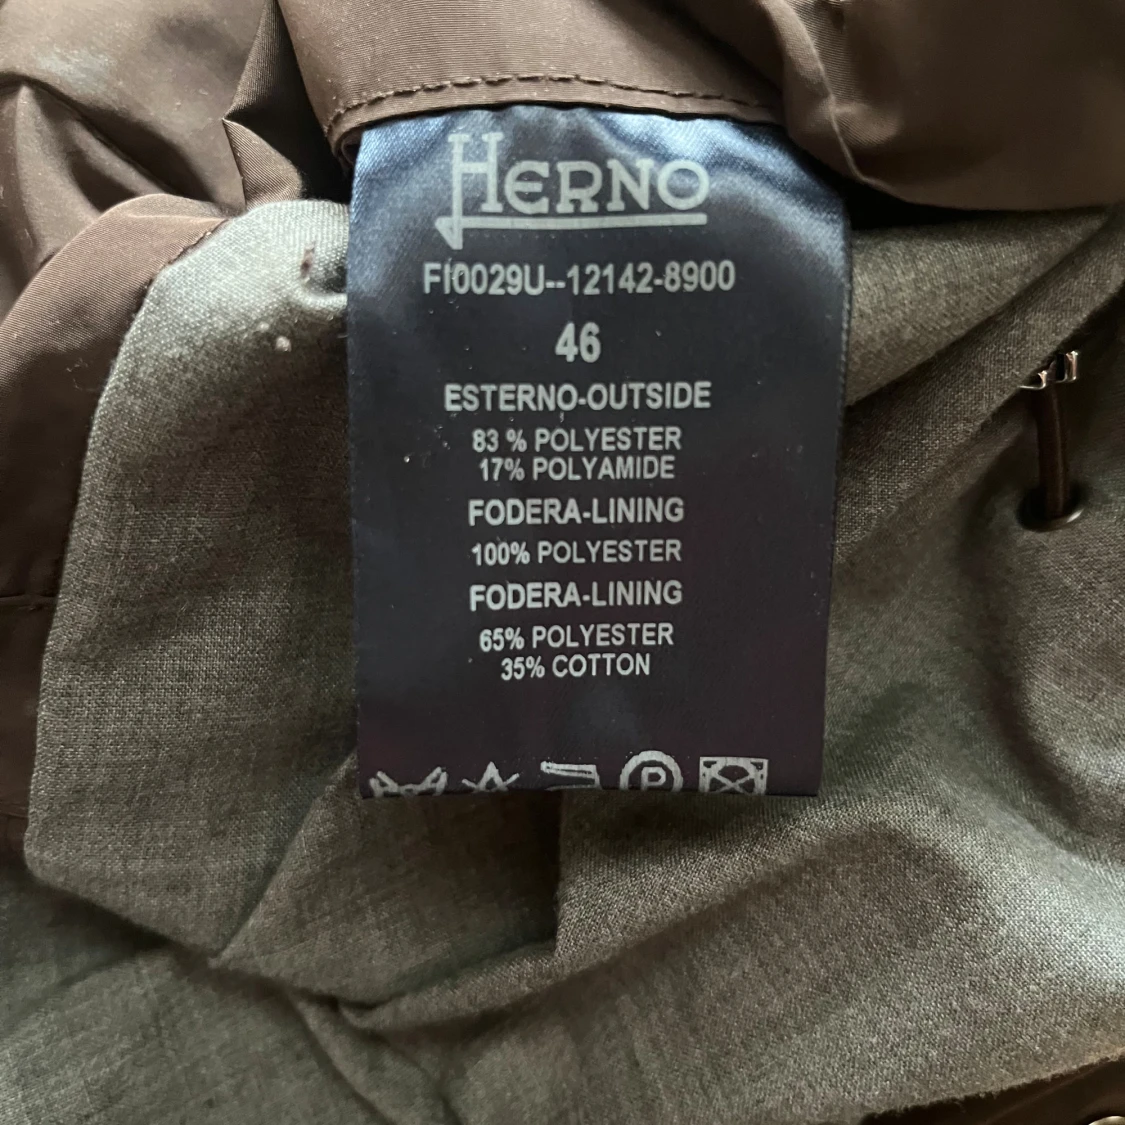 HERNO
FI0029U--12142-8900
46
ESTERNO-OUTSIDE
83 % POLYESTER
17% POLYAMIDE
FODERA-LINING
100% POLYESTER
FODERA-LINING
65% POLYESTER
35% COTTON
P